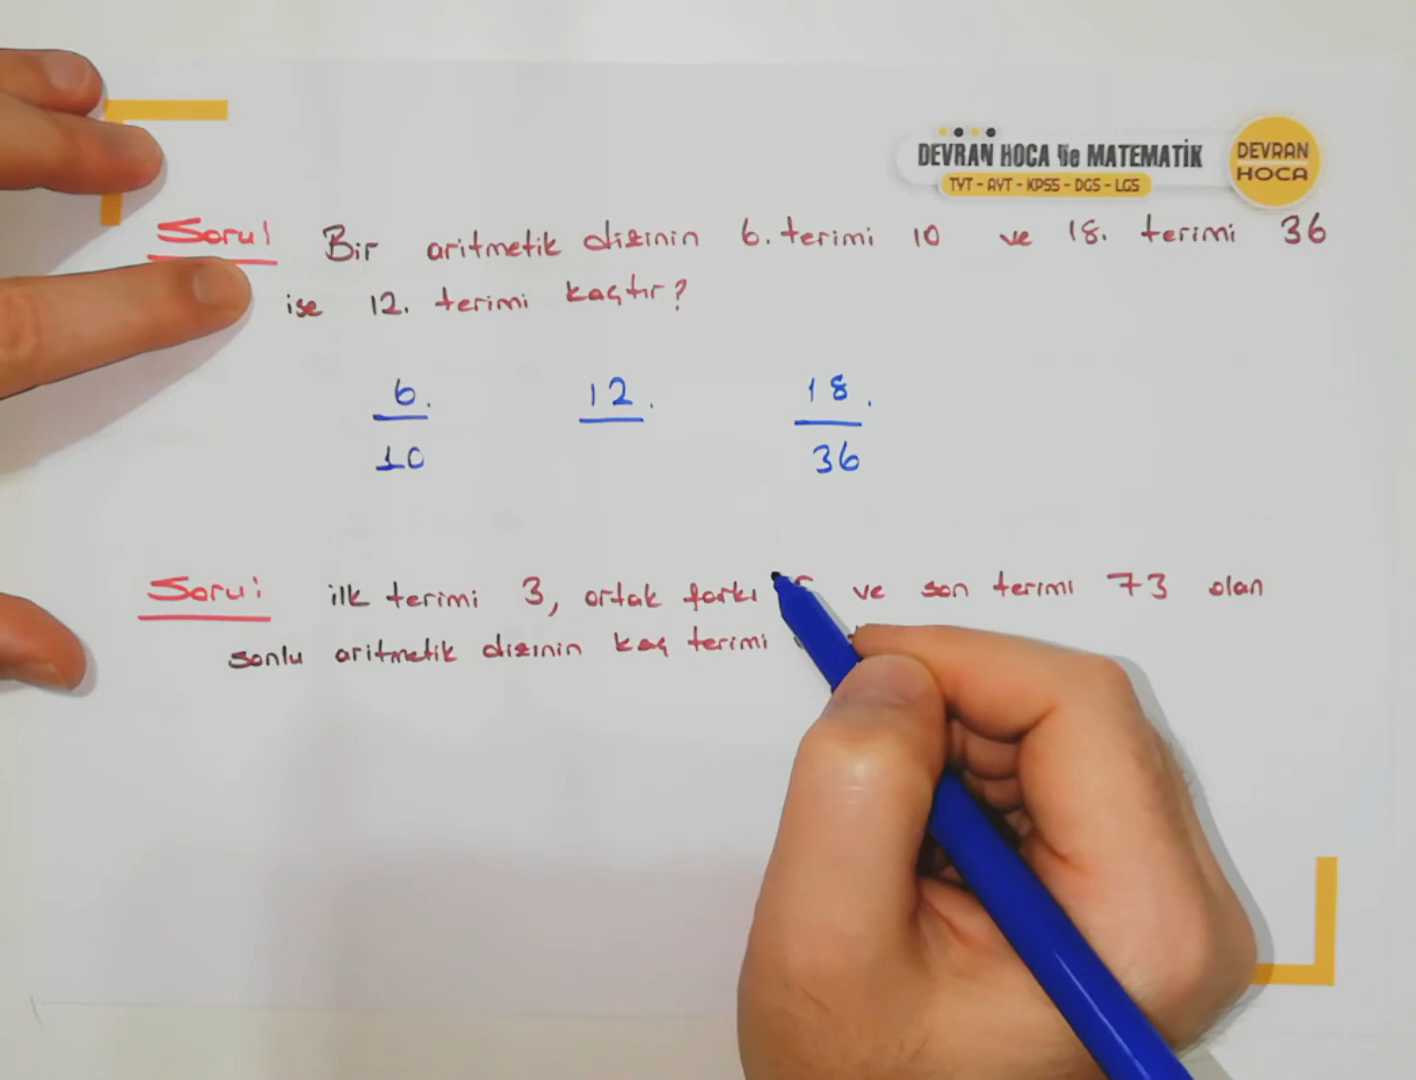 DEVRAN HOCA ile MATEMATİK
TYT - AYT - KPSS - DGS - LGS
DEVRAN
HOCA
Soru! Bir aritmetik dizinin 6. terimi 10 ve 18. terimi 36
ise 12. terimi kaçtır?
6. 12. 18.
10 36
Soru: ilk terimi 3, ortak farkı ve son terimi 73 olan
sonlu aritmetik dizinin kaç terimi